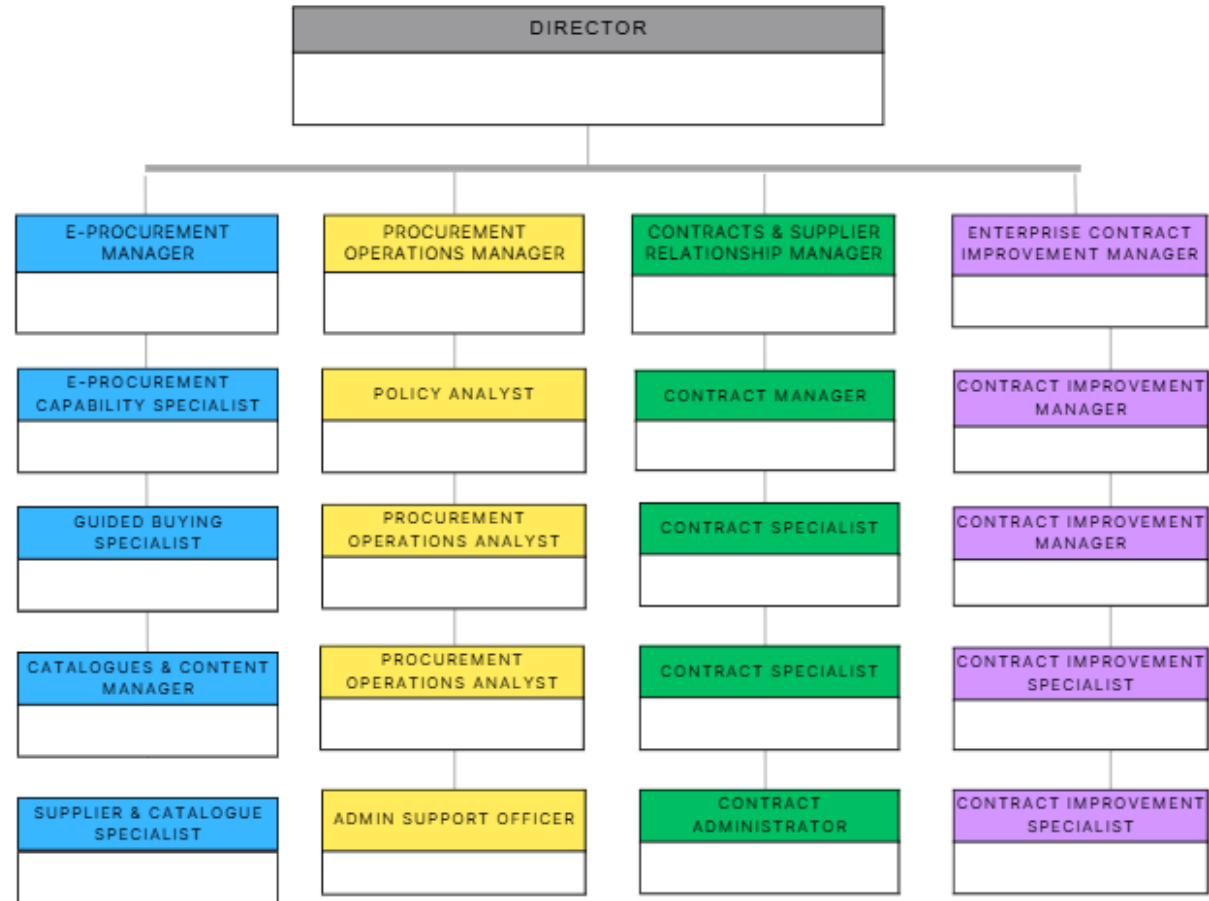 DIRECTOR
E-PROCUREMENT
MANAGER
PROCUREMENT
OPERATIONS MANAGER
CONTRACTS & SUPPLIER
RELATIONSHIP MANAGER
ENTERPRISE CONTRACT
IMPROVEMENT MANAGER
E-PROCUREMENT
CAPABILITY SPECIALIST
POLICY ANALYST
CONTRACT MANAGER
CONTRACT IMPROVEMENT
MANAGER
GUIDED BUYING
SPECIALIST
PROCUREMENT
OPERATIONS ANALYST
CONTRACT SPECIALIST
CONTRACT IMPROVEMENT
MANAGER
CATALOGUES & CONTENT
MANAGER
PROCUREMENT
OPERATIONS ANALYST
CONTRACT SPECIALIST
CONTRACT IMPROVEMENT
SPECIALIST
SUPPLIER & CATALOGUE
SPECIALIST
ADMIN SUPPORT OFFICER
CONTRACT
ADMINISTRATOR
CONTRACT IMPROVEMENT
SPECIALIST